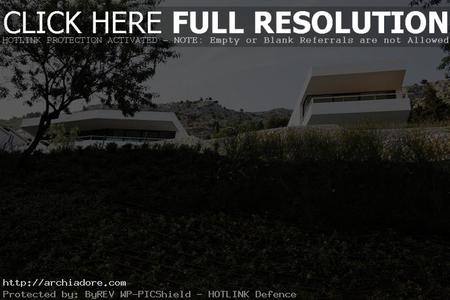 CLICK HERE FULL RESOLUTION
HOTLINK PROTECTION ACTIVATED - NOTE: Empty or Blank Referrals are not Allowed
http://archiadore.com
Protected by: ByREV WP-PICShield - HOTLINK Defence